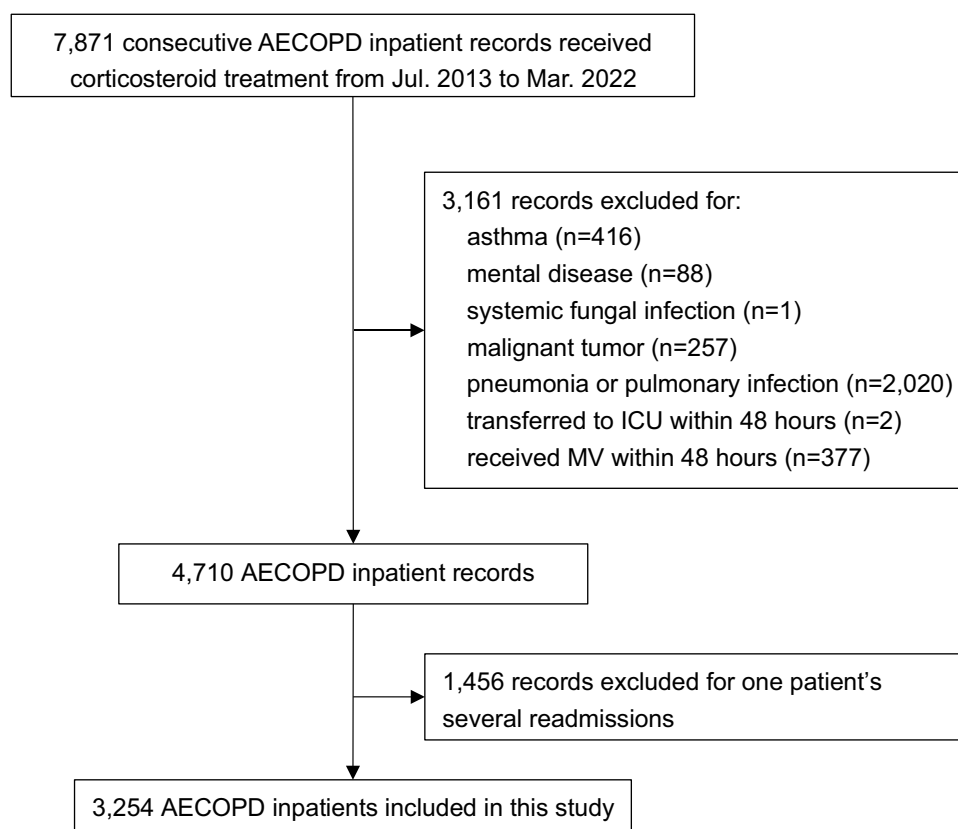 7,871 consecutive AECOPD inpatient records received
corticosteroid treatment from Jul. 2013 to Mar. 2022
3,161 records excluded for:
asthma (n=416)
mental disease (n=88)
systemic fungal infection (n=1)
malignant tumor (n=257)
pneumonia or pulmonary infection (n=2,020)
transferred to ICU within 48 hours (n=2)
received MV within 48 hours (n=377)
4,710 AECOPD inpatient records
1,456 records excluded for one patient’s
several readmissions
3,254 AECOPD inpatients included in this study